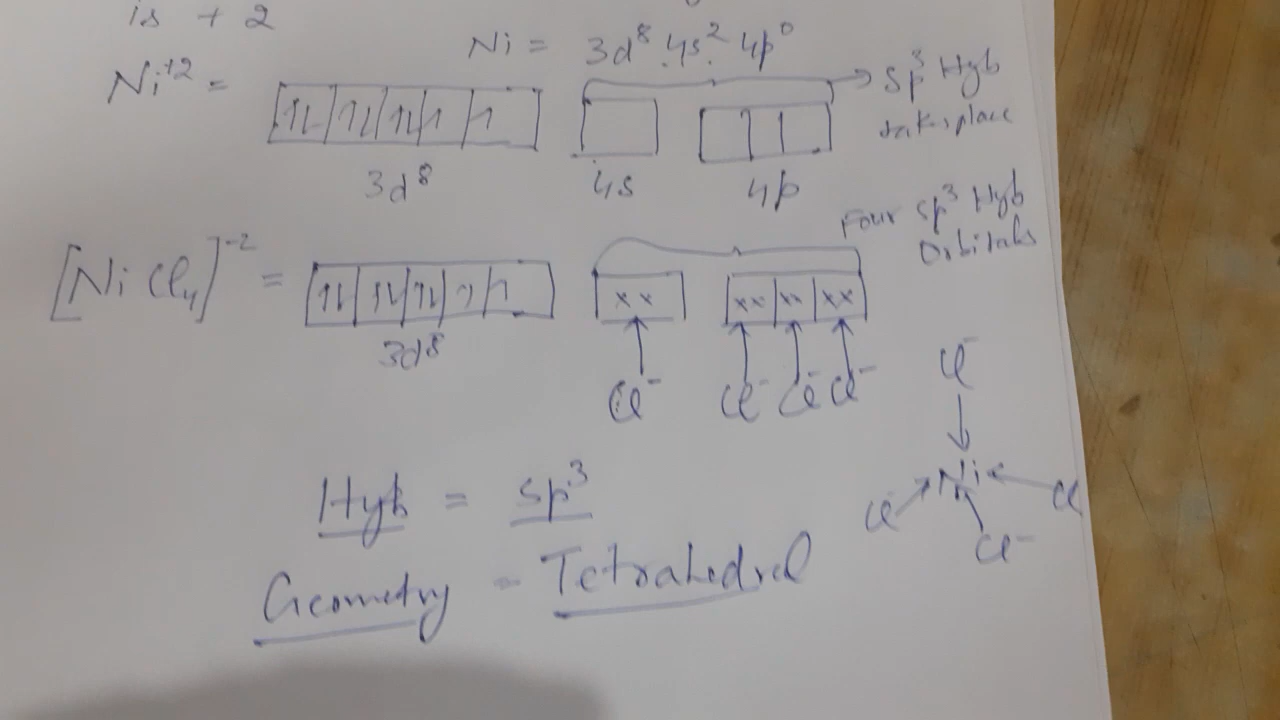 is + 2
Ni = 3d⁸ 4s² 4p⁰
Ni⁺² =
sp³ Hyb
takes place
3d⁸ 4s 4p
Four sp³ Hyb
Orbitals
[NiCl₄]⁻² =
xx xx xx xx
3d⁸
Cl⁻ Cl⁻ Cl⁻ Cl⁻
Cl⁻
Ni
Cl Cl
Cl⁻
Hyb = sp³
Geometry = Tetrahedral